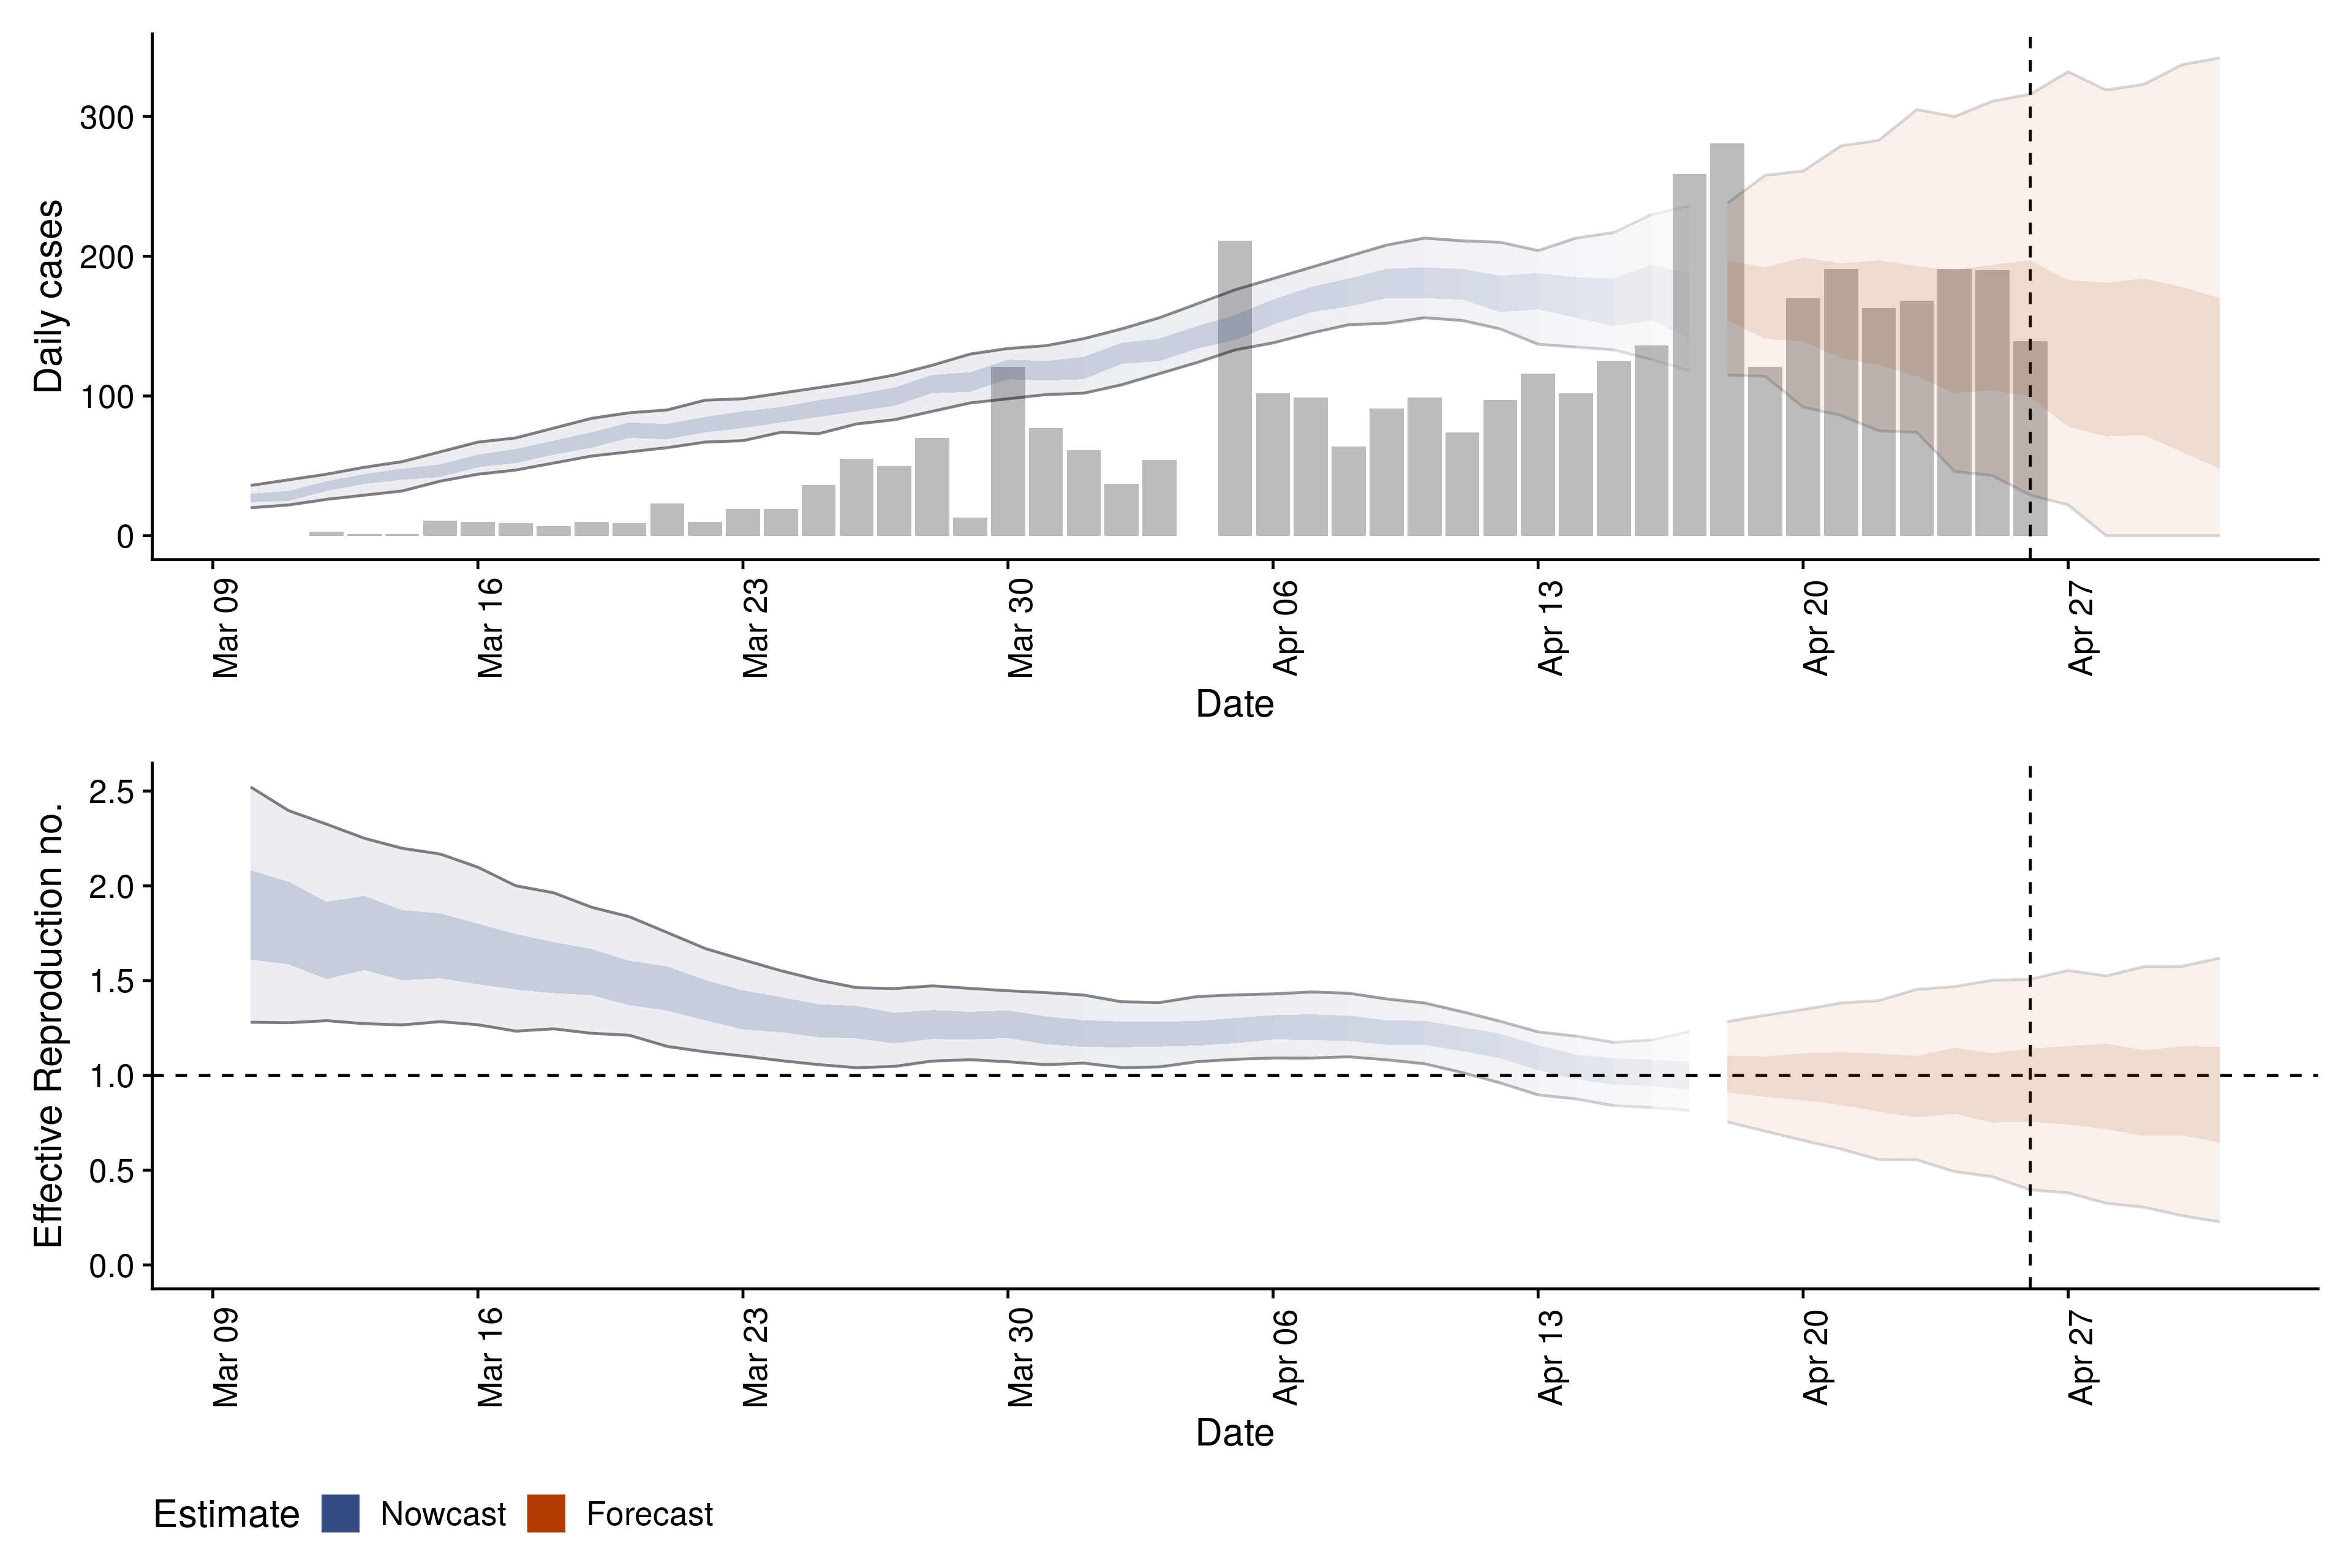 Daily cases
300
200
100
0
Mar 09
Mar 16
Mar 23
Mar 30
Apr 06
Apr 13
Apr 20
Apr 27
Date
Effective Reproduction no.
2.5
2.0
1.5
1.0
0.5
0.0
Mar 09
Mar 16
Mar 23
Mar 30
Apr 06
Apr 13
Apr 20
Apr 27
Date
Estimate Nowcast Forecast